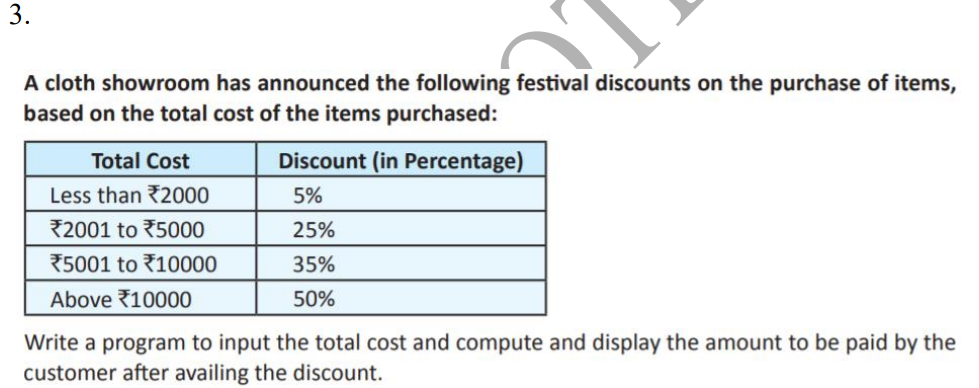 3.
A cloth showroom has announced the following festival discounts on the purchase of items,
based on the total cost of the items purchased:
Total Cost Discount (in Percentage)
Less than ₹2000 5%
₹2001 to ₹5000 25%
₹5001 to ₹10000 35%
Above ₹10000 50%
Write a program to input the total cost and compute and display the amount to be paid by the
customer after availing the discount.